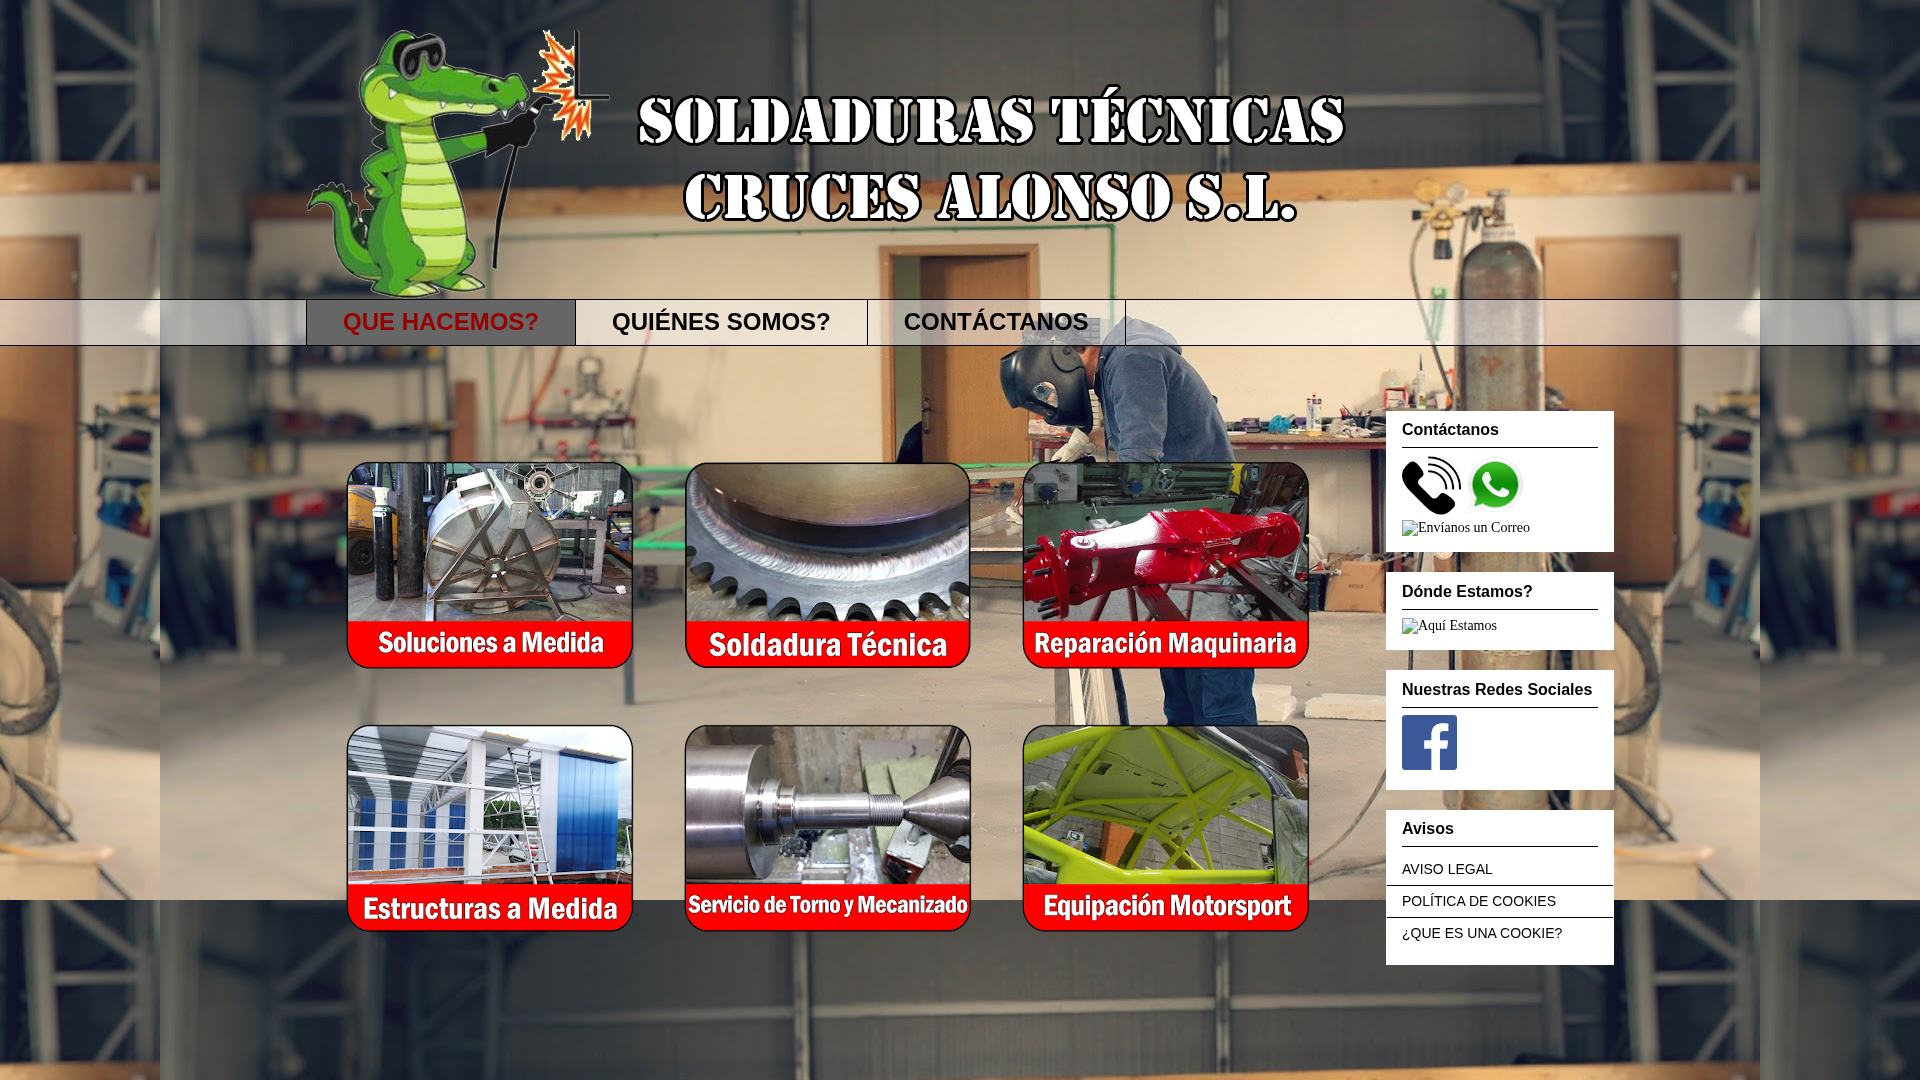 SOLDADURAS TÉCNICAS
CRUCES ALONSO S.L.
QUE HACEMOS?
QUIÉNES SOMOS?
CONTÁCTANOS
Soluciones a Medida
Soldadura Técnica
Reparación Maquinaria
Estructuras a Medida
Servicio de Torno y Mecanizado
Equipación Motorsport
Contáctanos
Envíanos un Correo
Dónde Estamos?
Aquí Estamos
Nuestras Redes Sociales
Avisos
AVISO LEGAL
POLÍTICA DE COOKIES
¿QUE ES UNA COOKIE?